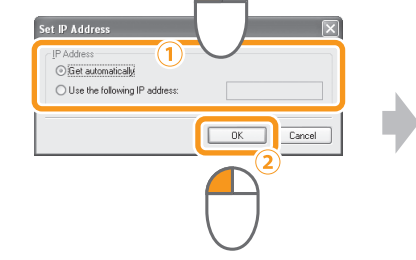 Set IP Address
IP Address
1
Get automatically
Use the following IP address:
OK
Cancel
2